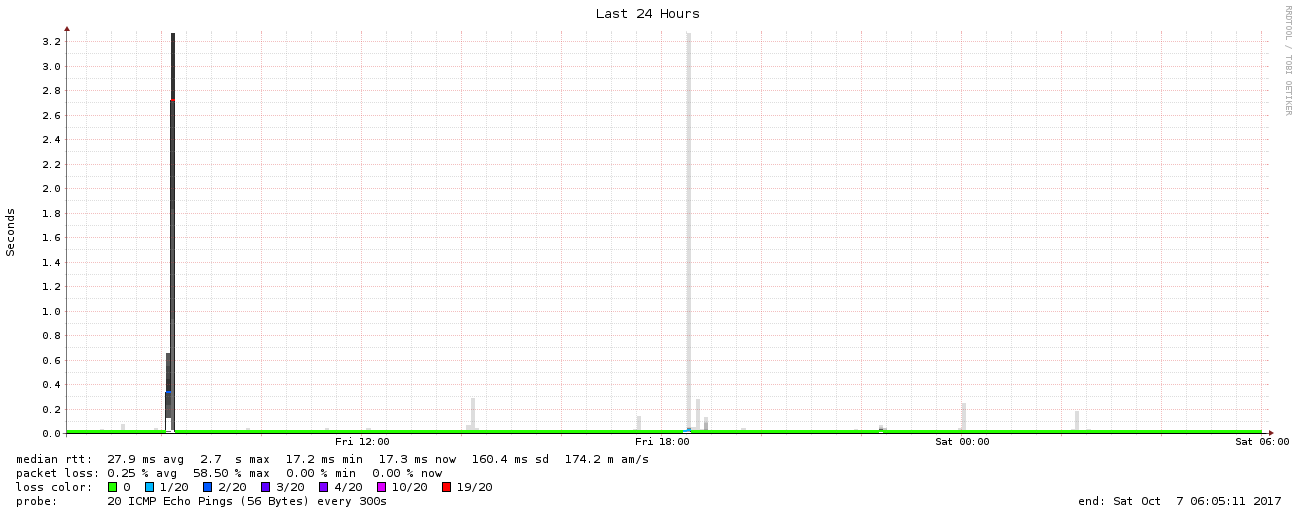 Last 24 Hours
RRDTOOL / TOBI OETIKER
Seconds
3.2
3.0
2.8
2.6
2.4
2.2
2.0
1.8
1.6
1.4
1.2
1.0
0.8
0.6
0.4
0.2
0.0
Fri 12:00 Fri 18:00 Sat 00:00 Sat 06:00
median rtt: 27.9 ms avg 2.7 s max 17.2 ms min 17.3 ms now 160.4 ms sd 174.2 m am/s
packet loss: 0.25 % avg 58.50 % max 0.00 % min 0.00 % now
loss color: 0 1/20 2/20 3/20 4/20 10/20 19/20
probe: 20 ICMP Echo Pings (56 Bytes) every 300s end: Sat Oct 7 06:05:11 2017